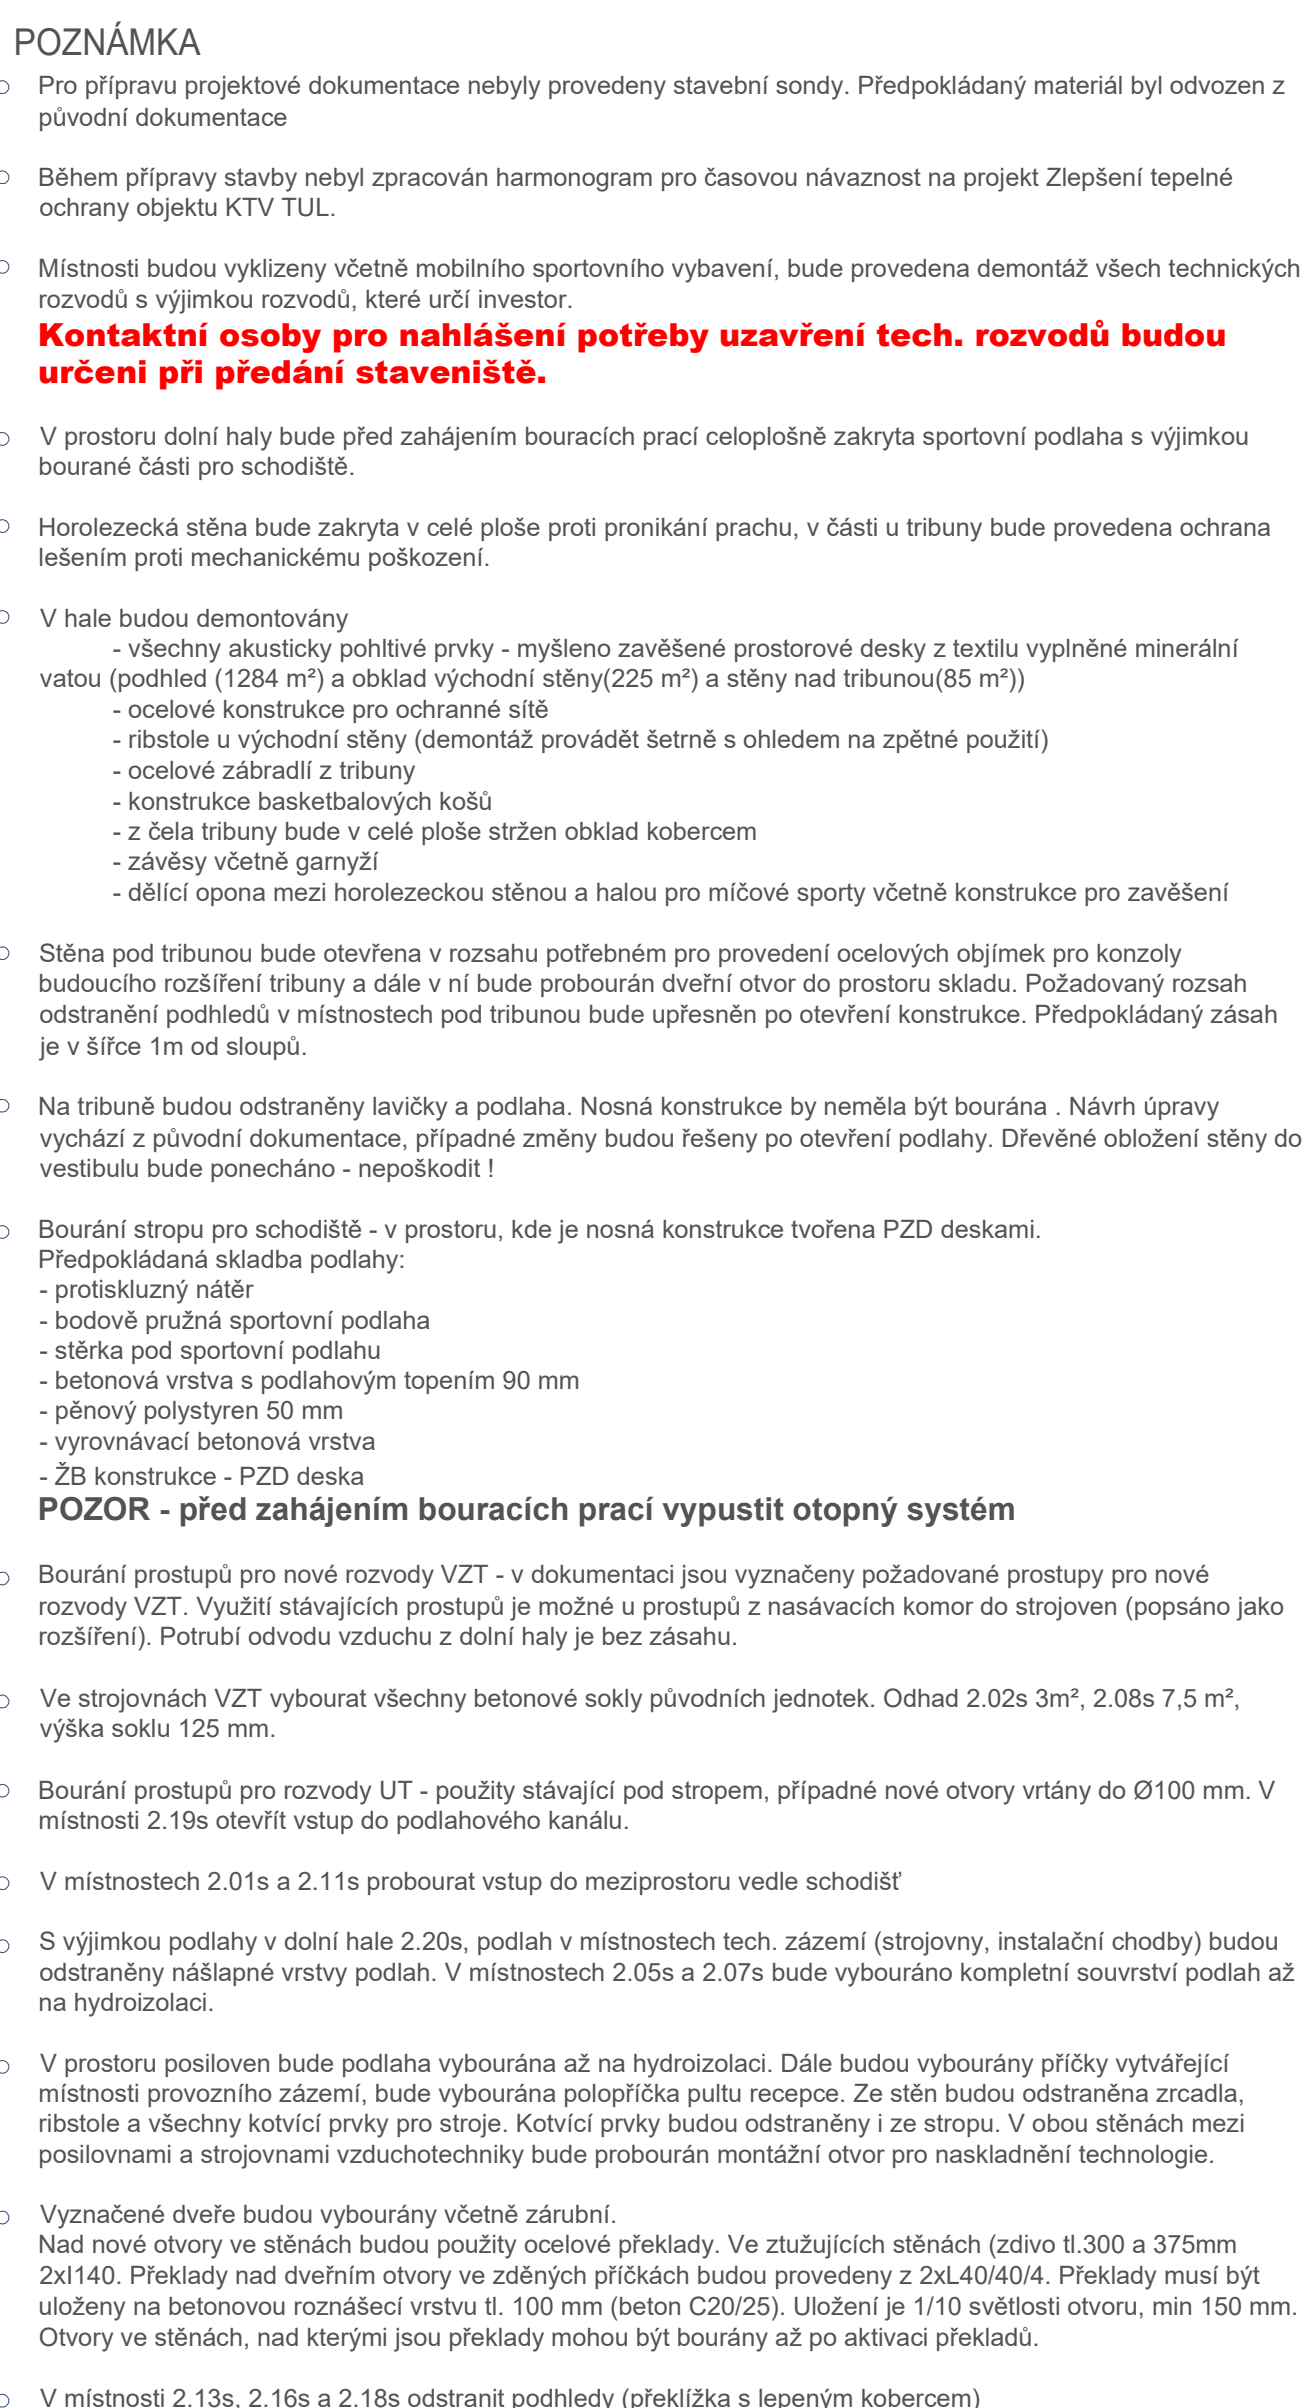 POZNÁMKA
Pro přípravu projektové dokumentace nebyly provedeny stavební sondy. Předpokládaný materiál byl odvozen z
původní dokumentace
Během přípravy stavby nebyl zpracován harmonogram pro časovou návaznost na projekt Zlepšení tepelné
ochrany objektu KTV TUL.
Místnosti budou vyklizeny včetně mobilního sportovního vybavení, bude provedena demontáž všech technických
rozvodů s výjimkou rozvodů, které určí investor.
Kontaktní osoby pro nahlášení potřeby uzavření tech. rozvodů budou
určeni při předání staveniště.
V prostoru dolní haly bude před zahájením bouracích prací celoplošně zakryta sportovní podlaha s výjimkou
bourané části pro schodiště.
Horolezecká stěna bude zakryta v celé ploše proti pronikání prachu, v části u tribuny bude provedena ochrana
lešením proti mechanickému poškození.
V hale budou demontovány
- všechny akusticky pohltivé prvky - myšleno zavěšené prostorové desky z textilu vyplněné minerální
vatou (podhled (1284 m²) a obklad východní stěny(225 m²) a stěny nad tribunou(85 m²))
- ocelové konstrukce pro ochranné sítě
- ribstole u východní stěny (demontáž provádět šetrně s ohledem na zpětné použití)
- ocelové zábradlí z tribuny
- konstrukce basketbalových košů
- z čela tribuny bude v celé ploše stržen obklad kobercem
- závěsy včetně garnyží
- dělící opona mezi horolezeckou stěnou a halou pro míčové sporty včetně konstrukce pro zavěšení
Stěna pod tribunou bude otevřena v rozsahu potřebném pro provedení ocelových objímek pro konzoly
budoucího rozšíření tribuny a dále v ní bude probourán dveřní otvor do prostoru skladu. Požadovaný rozsah
odstranění podhledů v místnostech pod tribunou bude upřesněn po otevření konstrukce. Předpokládaný zásah
je v šířce 1m od sloupů.
Na tribuně budou odstraněny lavičky a podlaha. Nosná konstrukce by neměla být bourána . Návrh úpravy
vychází z původní dokumentace, případné změny budou řešeny po otevření podlahy. Dřevěné obložení stěny do
vestibulu bude ponecháno - nepoškodit !
Bourání stropu pro schodiště - v prostoru, kde je nosná konstrukce tvořena PZD deskami.
Předpokládaná skladba podlahy:
- protiskluzný nátěr
- bodově pružná sportovní podlaha
- stěrka pod sportovní podlahu
- betonová vrstva s podlahovým topením 90 mm
- pěnový polystyren 50 mm
- vyrovnávací betonová vrstva
- ŽB konstrukce - PZD deska
POZOR - před zahájením bouracích prací vypustit otopný systém
Bourání prostupů pro nové rozvody VZT - v dokumentaci jsou vyznačeny požadované prostupy pro nové
rozvody VZT. Využití stávajících prostupů je možné u prostupů z nasávacích komor do strojoven (popsáno jako
rozšíření). Potrubí odvodu vzduchu z dolní haly je bez zásahu.
Ve strojovnách VZT vybourat všechny betonové sokly původních jednotek. Odhad 2.02s 3m², 2.08s 7,5 m²,
výška soklu 125 mm.
Bourání prostupů pro rozvody UT - použity stávající pod stropem, případné nové otvory vrtány do Ø100 mm. V
místnosti 2.19s otevřít vstup do podlahového kanálu.
V místnostech 2.01s a 2.11s probourat vstup do meziprostoru vedle schodišť
S výjimkou podlahy v dolní hale 2.20s, podlah v místnostech tech. zázemí (strojovny, instalační chodby) budou
odstraněny nášlapné vrstvy podlah. V místnostech 2.05s a 2.07s bude vybouráno kompletní souvrství podlah až
na hydroizolaci.
V prostoru posiloven bude podlaha vybourána až na hydroizolaci. Dále budou vybourány příčky vytvářející
místnosti provozního zázemí, bude vybourána polopříčka pultu recepce. Ze stěn budou odstraněna zrcadla,
ribstole a všechny kotvící prvky pro stroje. Kotvící prvky budou odstraněny i ze stropu. V obou stěnách mezi
posilovnami a strojovnami vzduchotechniky bude probourán montážní otvor pro naskladnění technologie.
Vyznačené dveře budou vybourány včetně zárubní.
Nad nové otvory ve stěnách budou použity ocelové překlady. Ve ztužujících stěnách (zdivo tl.300 a 375mm
2xI140. Překlady nad dveřním otvory ve zděných příčkách budou provedeny z 2xL40/40/4. Překlady musí být
uloženy na betonovou roznášecí vrstvu tl. 100 mm (beton C20/25). Uložení je 1/10 světlosti otvoru, min 150 mm.
Otvory ve stěnách, nad kterými jsou překlady mohou být bourány až po aktivaci překladů.
V místnosti 2.13s, 2.16s a 2.18s odstranit podhledy (překlížka s lepeným kobercem)